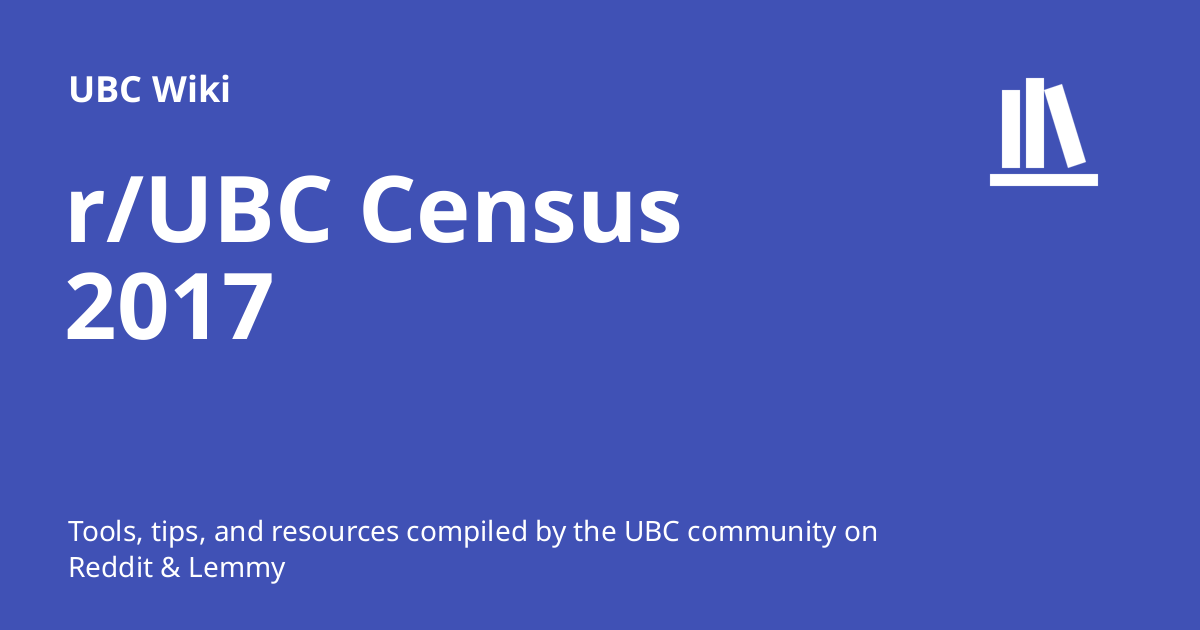 UBC Wiki
r/UBC Census
2017
Tools, tips, and resources compiled by the UBC community on
Reddit & Lemmy